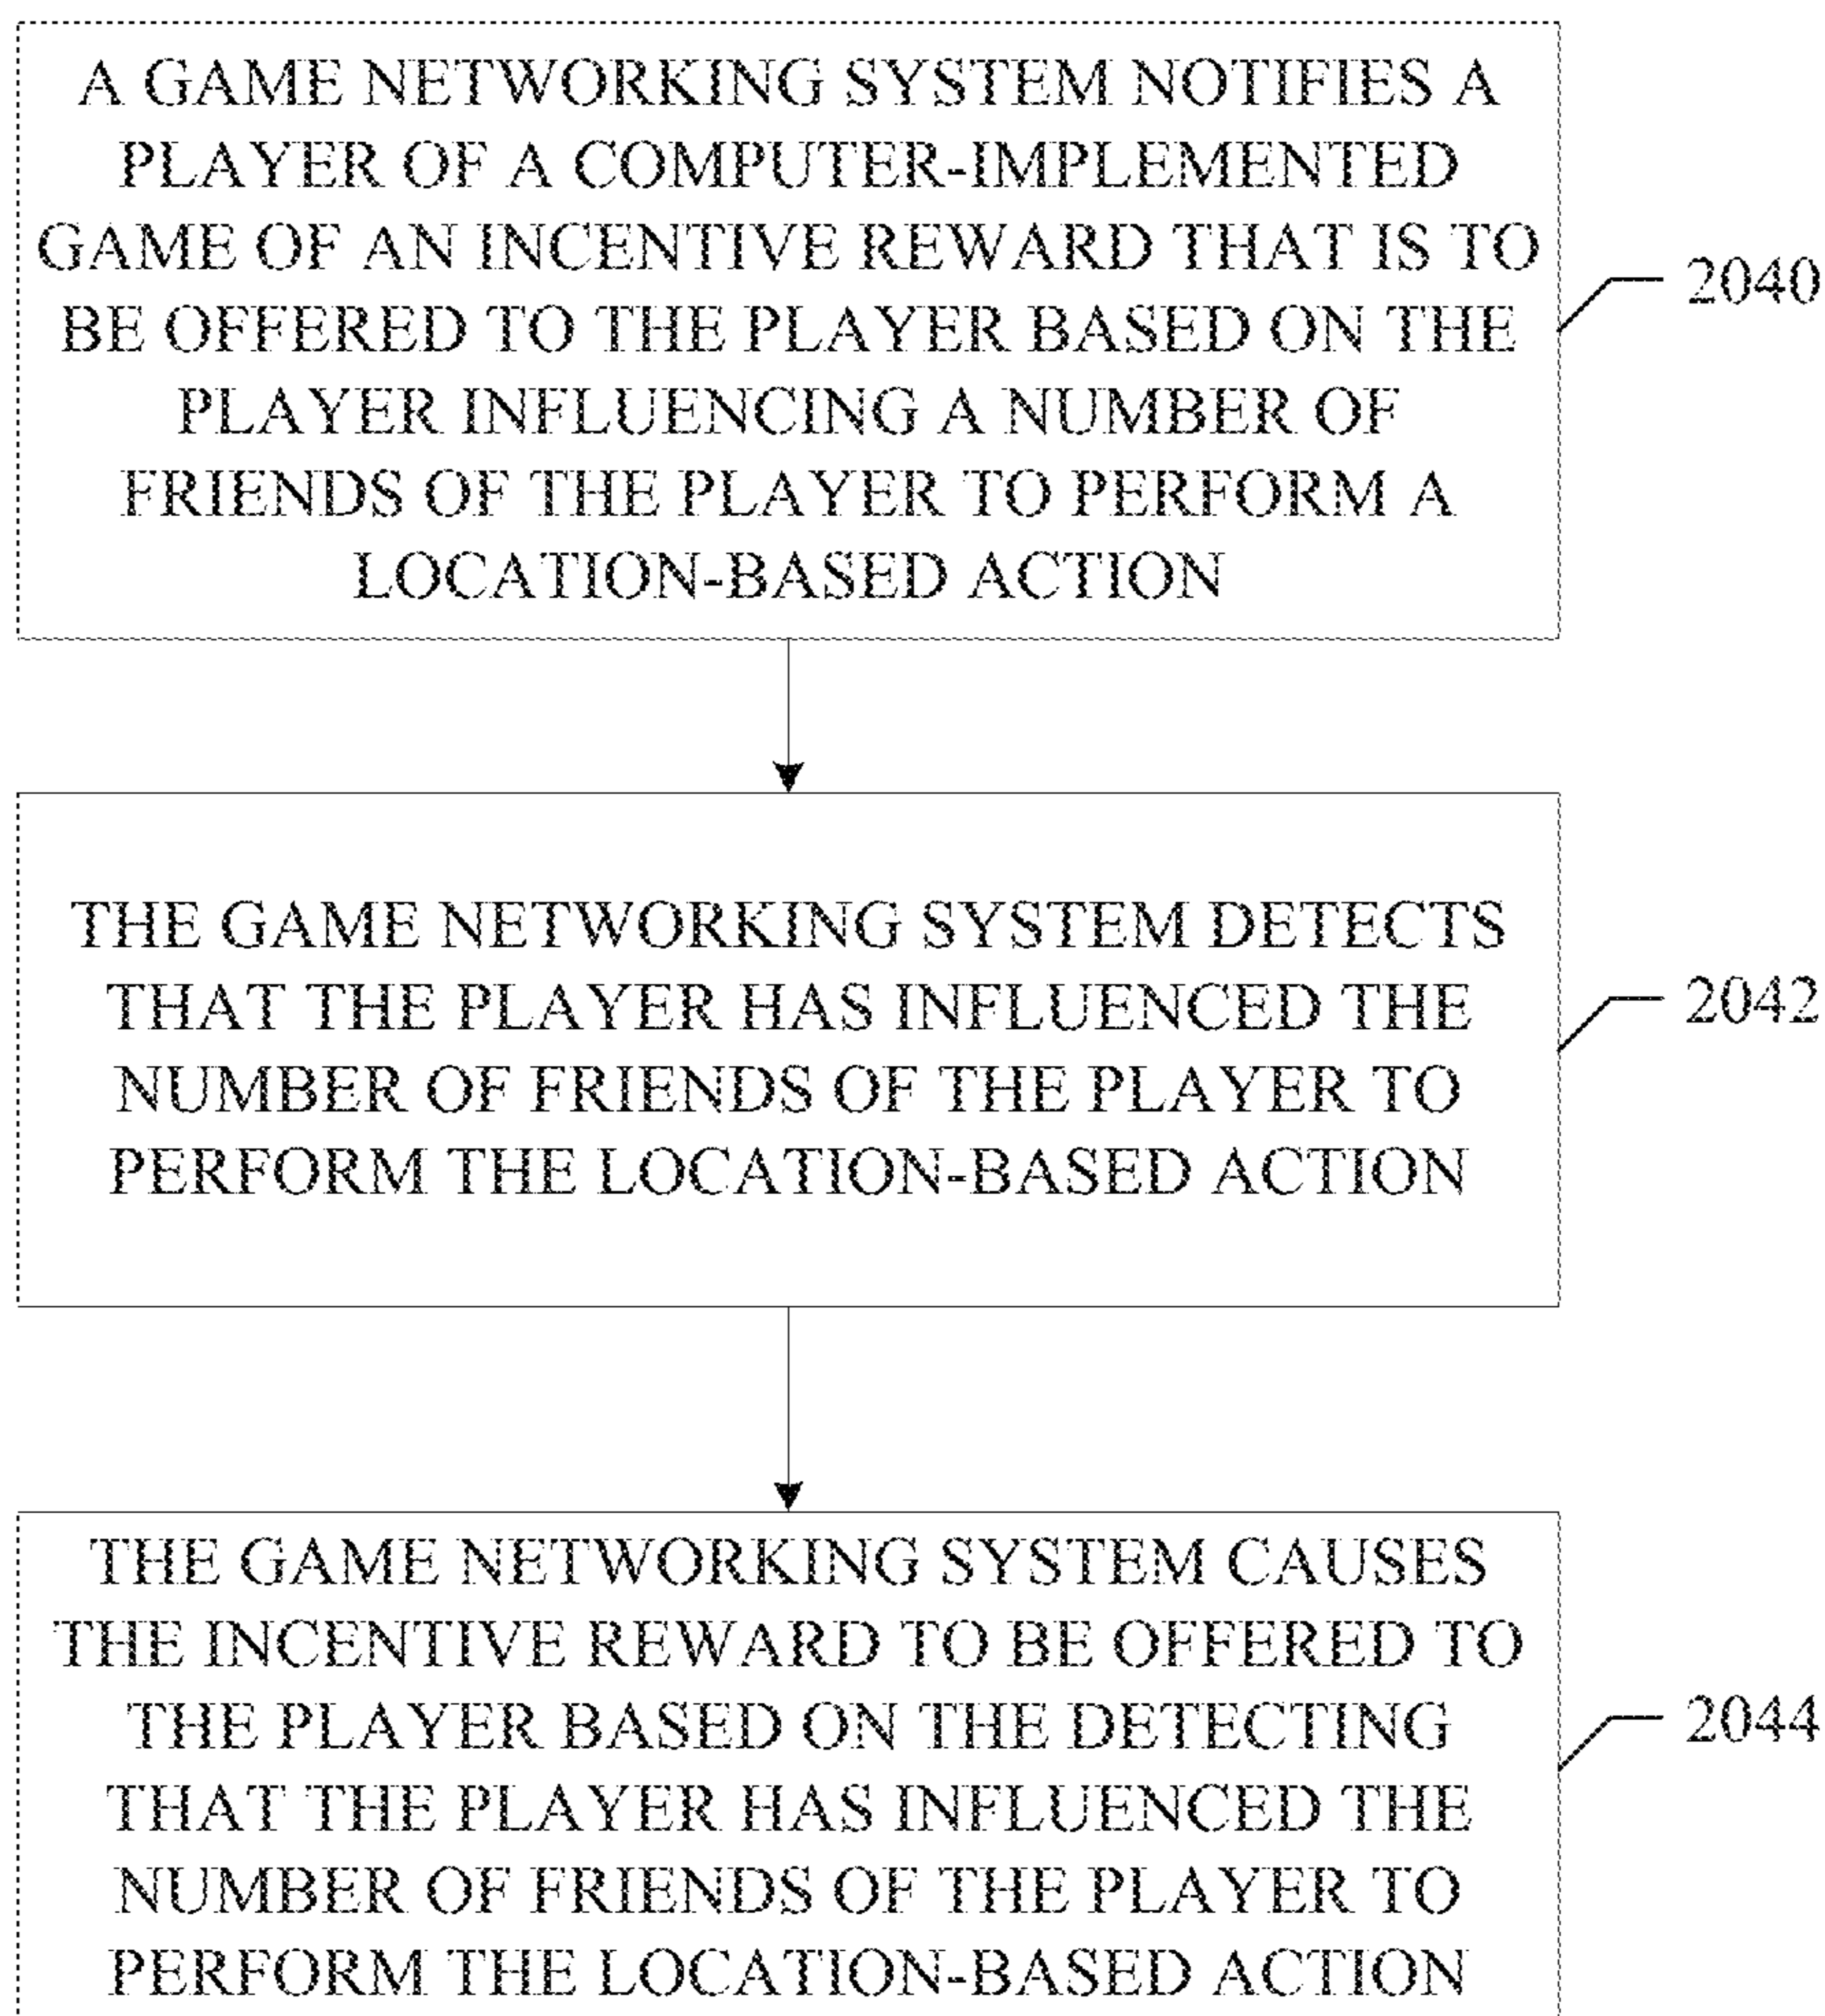 A GAME NETWORKING SYSTEM NOTIFIES A
PLAYER OF A COMPUTER-IMPLEMENTED
GAME OF AN INCENTIVE REWARD THAT IS TO
BE OFFERED TO THE PLAYER BASED ON THE
PLAYER INFLUENCING A NUMBER OF
FRIENDS OF THE PLAYER TO PERFORM A
LOCATION-BASED ACTION
2040
THE GAME NETWORKING SYSTEM DETECTS
THAT THE PLAYER HAS INFLUENCED THE
NUMBER OF FRIENDS OF THE PLAYER TO
PERFORM THE LOCATION-BASED ACTION
2042
THE GAME NETWORKING SYSTEM CAUSES
THE INCENTIVE REWARD TO BE OFFERED TO
THE PLAYER BASED ON THE DETECTING
THAT THE PLAYER HAS INFLUENCED THE
NUMBER OF FRIENDS OF THE PLAYER TO
PERFORM THE LOCATION-BASED ACTION
2044